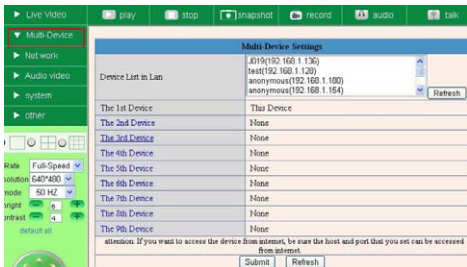 Live Video
play
stop
snapshot
record
audio
talk
Multi-Device
Network
Audio video
system
other
Multi-Device Settings
Device List in Lan
J019(192.168.1.136)
test(192.168.1.128)
anonymous(192.168.1.180)
anonymous(192.168.1.154)
Refresh
The 1st Device This Device
The 2nd Device None
The 3rd Device None
The 4th Device None
The 5th Device None
The 6th Device None
The 7th Device None
The 8th Device None
The 9th Device None
attention: If you want to access the device from internet, be sure the host and port that you set can be accessed
from internet.
Submit Refresh
Rate Full-Speed
olution 640*480
mode 50 HZ
bright 6
ontrast 4
default all